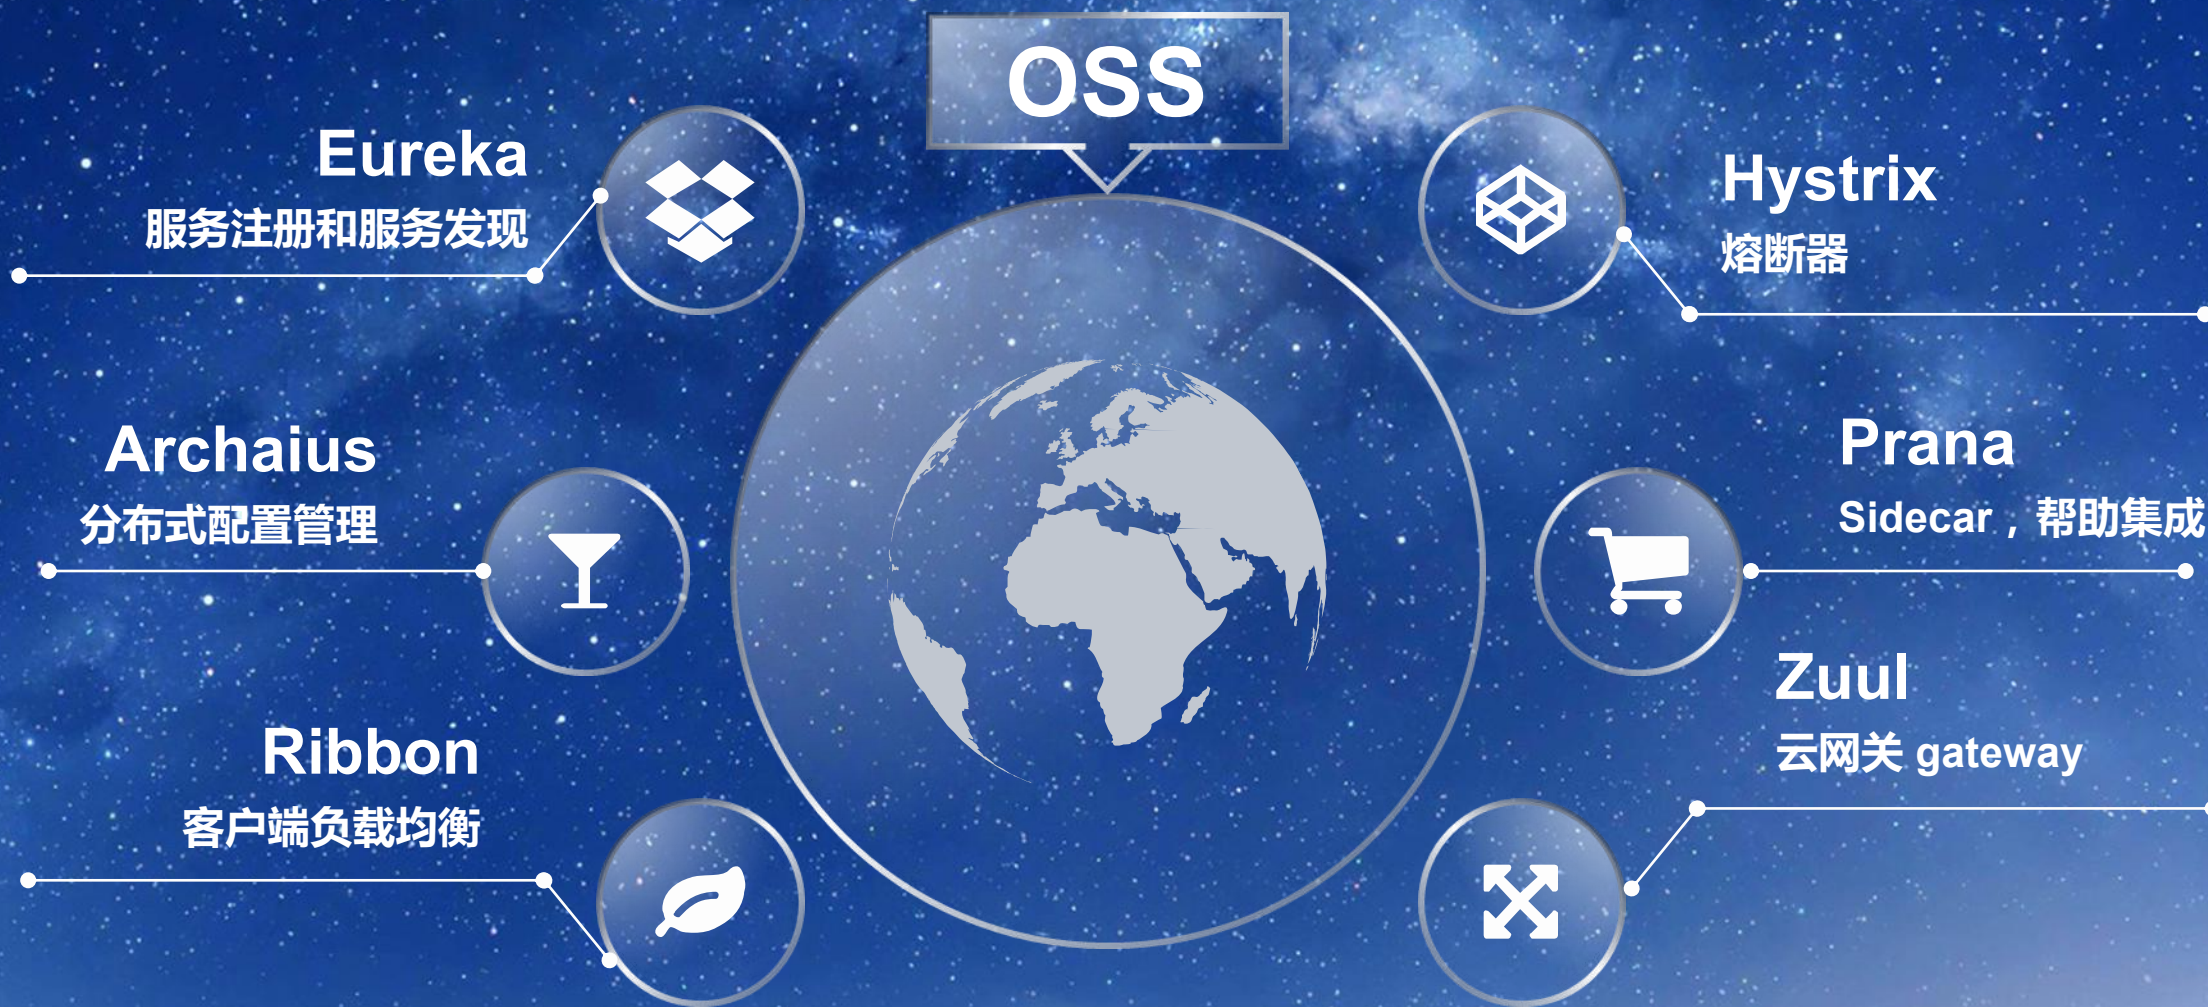 OSS
Eureka
服务注册和服务发现
Archaius
分布式配置管理
Ribbon
客户端负载均衡
Hystrix
熔断器
Prana
Sidecar，帮助集成
Zuul
云网关 gateway